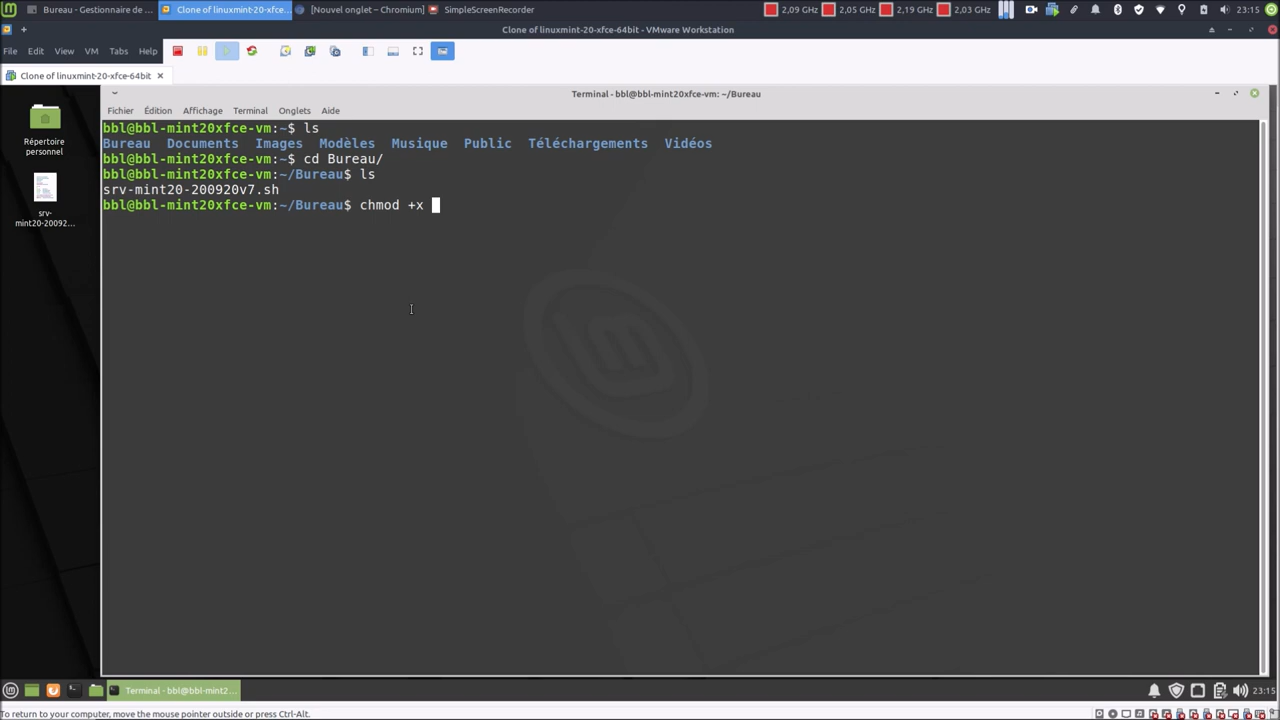 Bureau - Gestionnaire de ...
Clone of linuxmint-20-xfce...
[Nouvel onglet – Chromium]
SimpleScreenRecorder
2,09 GHz
2,05 GHz
2,19 GHz
2,03 GHz
23:15
Clone of linuxmint-20-xfce-64bit - VMware Workstation
File Edit View VM Tabs Help
Clone of linuxmint-20-xfce-64bit
Terminal - bbl@bbl-mint20xfce-vm: ~/Bureau
Fichier Édition Affichage Terminal Onglets Aide
Répertoire
personnel
srv-
mint20-20092...
bbl@bbl-mint20xfce-vm:~$ ls
Bureau Documents Images Modèles Musique Public Téléchargements Vidéos
bbl@bbl-mint20xfce-vm:~$ cd Bureau/
bbl@bbl-mint20xfce-vm:~/Bureau$ ls
srv-mint20-200920v7.sh
bbl@bbl-mint20xfce-vm:~/Bureau$ chmod +x
Terminal - bbl@bbl-mint2...
23:15
To return to your computer, move the mouse pointer outside or press Ctrl-Alt.